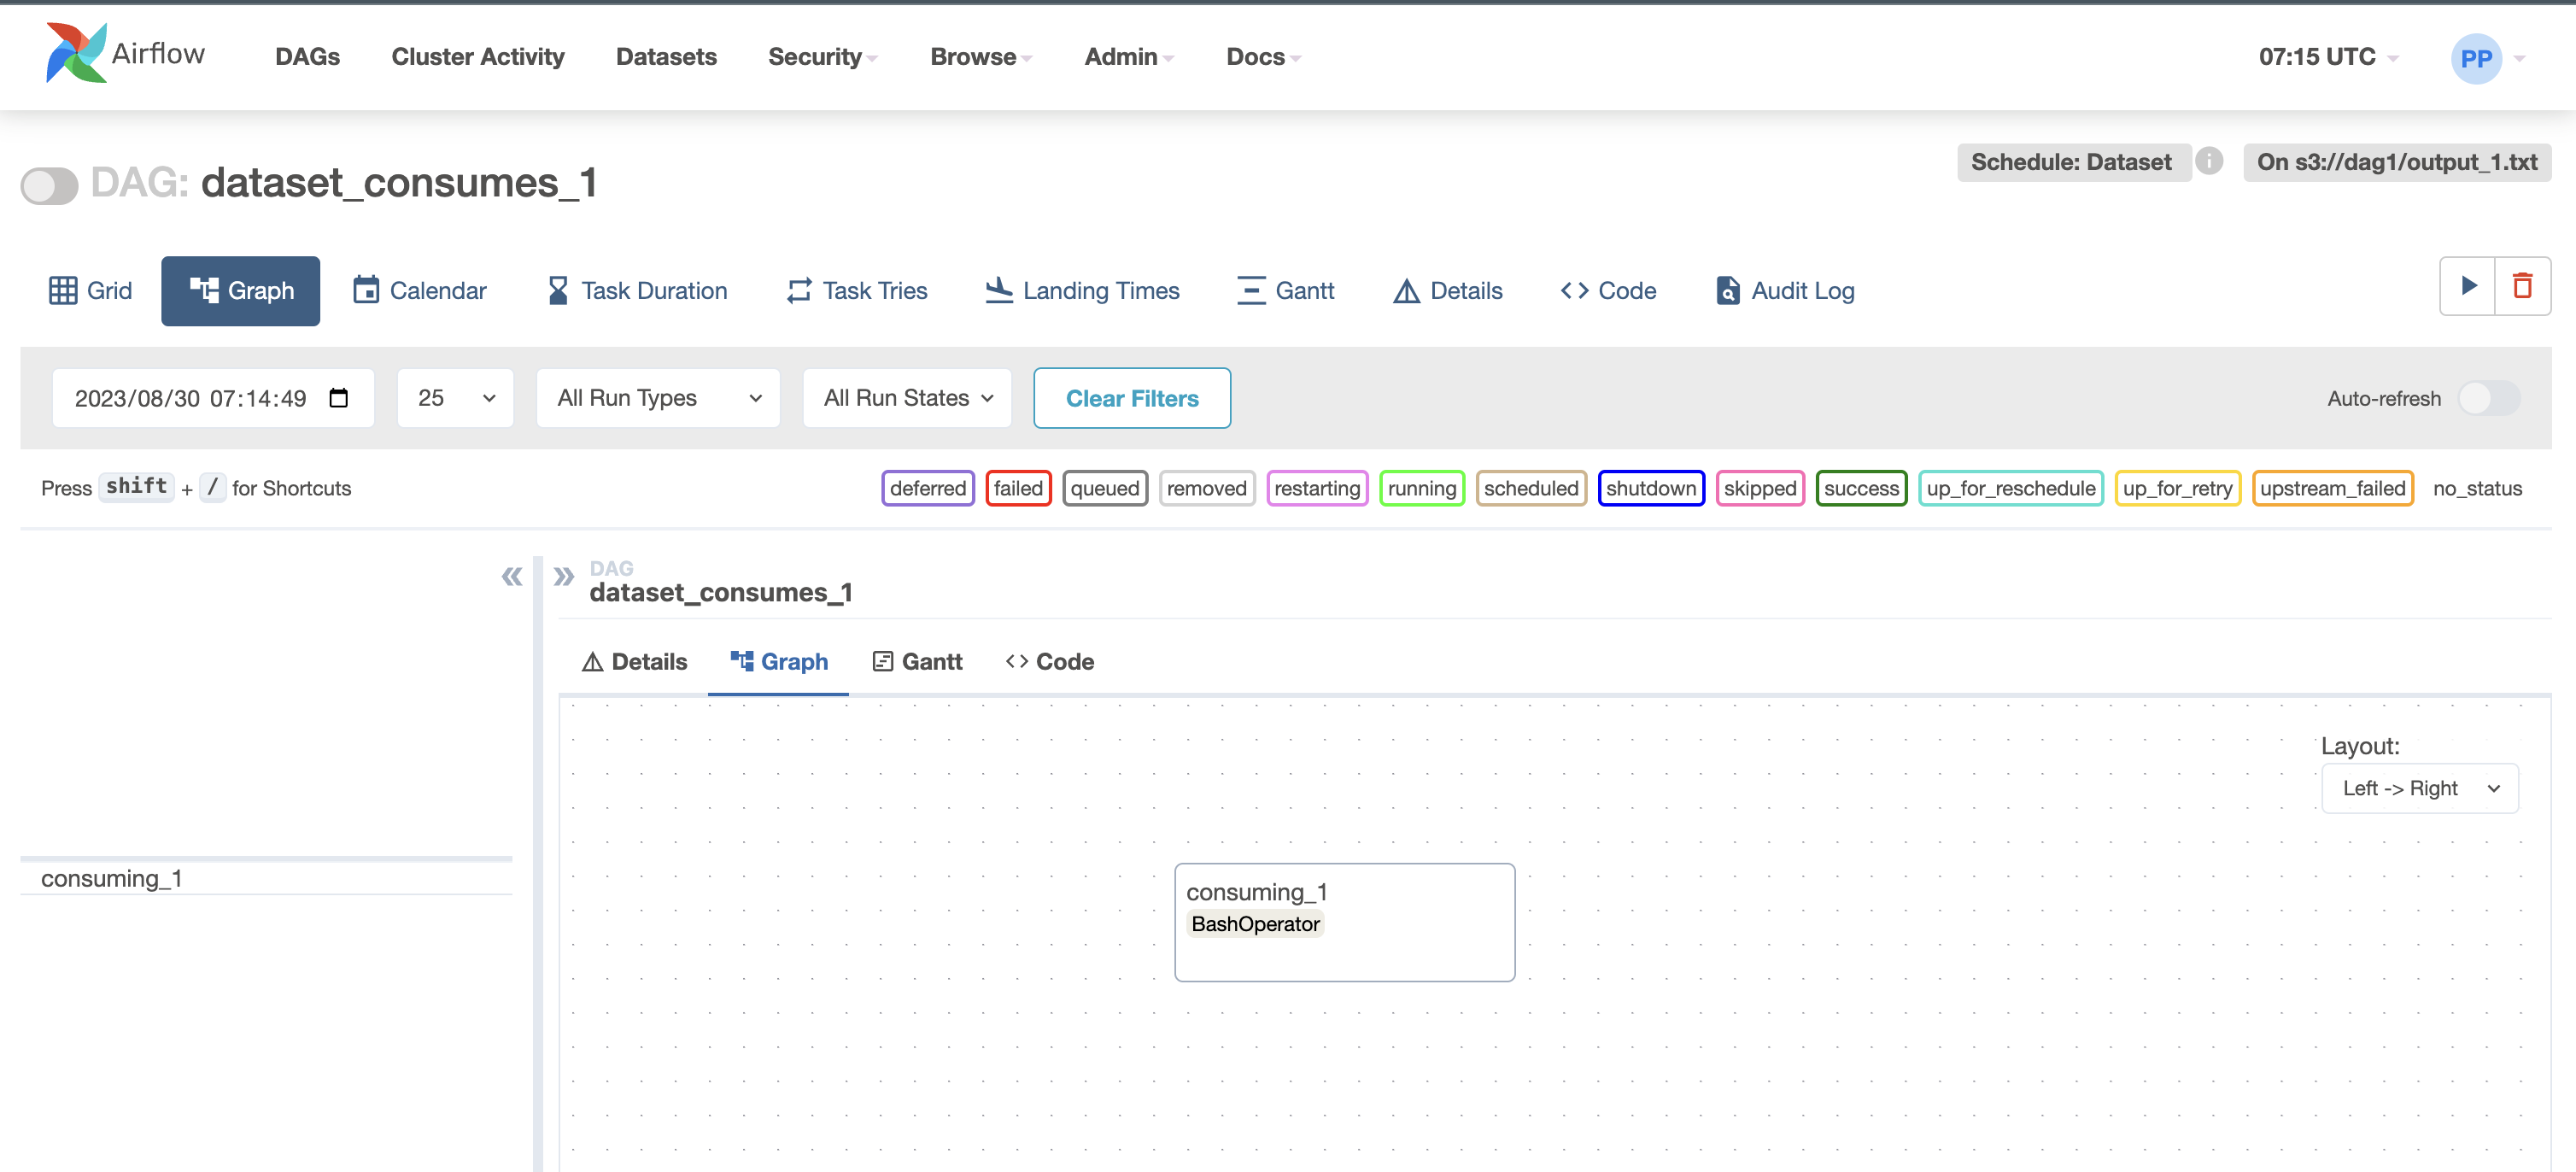 Airflow DAGs Cluster Activity Datasets Security Browse Admin Docs 07:15 UTC PP
Schedule: Dataset i On s3://dag1/output_1.txt
DAG: dataset_consumes_1
Grid Graph Calendar Task Duration Task Tries Landing Times Gantt Details Code Audit Log
2023/08/30 07:14:49 25 All Run Types All Run States Clear Filters Auto-refresh
Press shift + / for Shortcuts deferred failed queued removed restarting running scheduled shutdown skipped success up_for_reschedule up_for_retry upstream_failed no_status
DAG
dataset_consumes_1
Details Graph Gantt Code
Layout:
Left -> Right
consuming_1
consuming_1
BashOperator